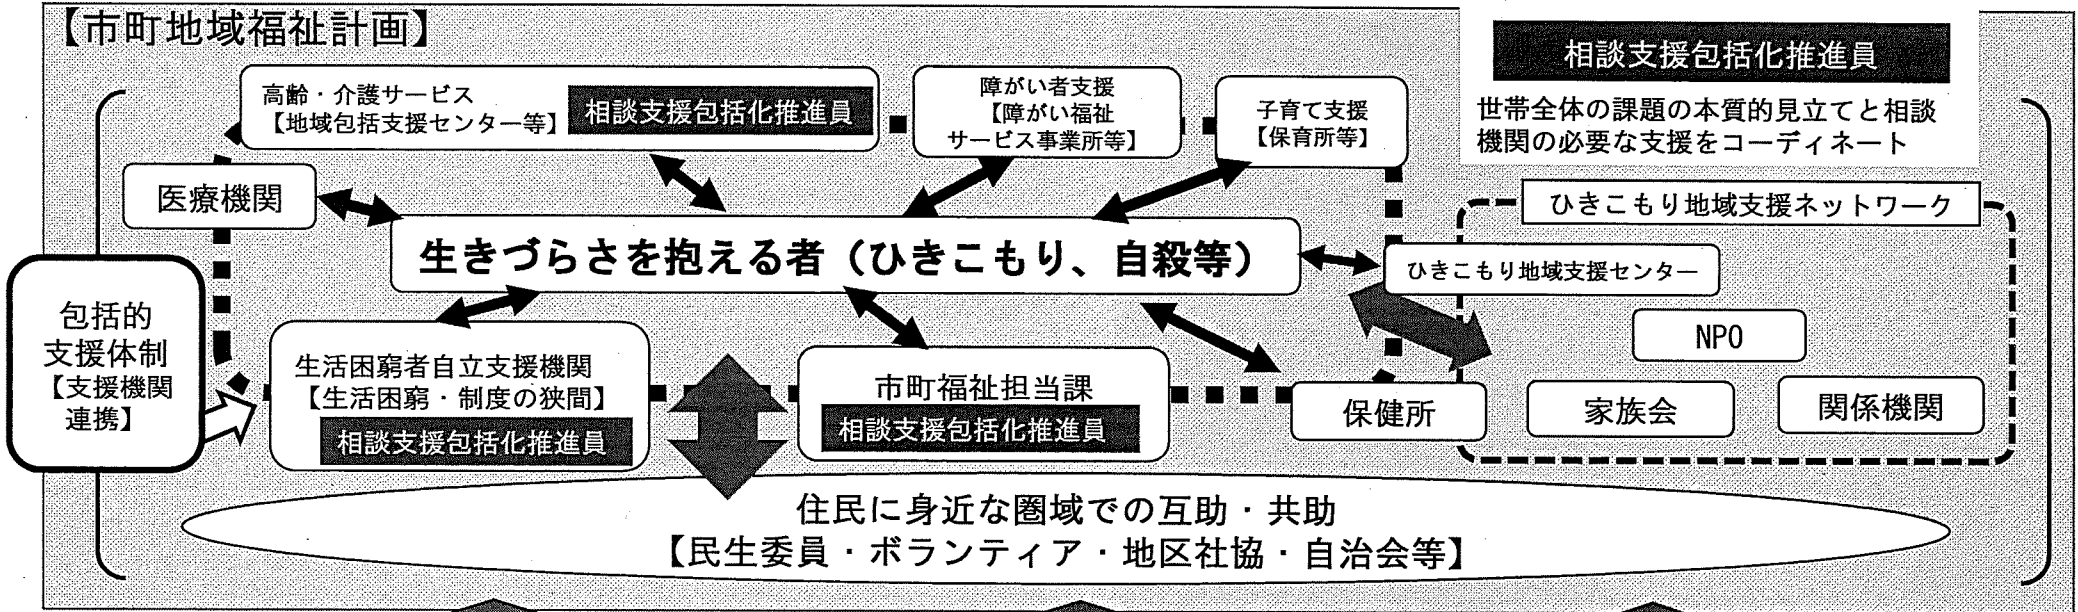 【市町地域福祉計画】
相談支援包括化推進員
世帯全体の課題の本質的見立てと相談
機関の必要な支援をコーディネート
高齢・介護サービス
【地域包括支援センター等】
相談支援包括化推進員
障がい者支援
【障がい福祉
サービス事業所等】
子育て支援
【保育所等】
医療機関
ひきこもり地域支援ネットワーク
生きづらさを抱える者（ひきこもり、自殺等）
ひきこもり地域支援センター
包括的
支援体制
【支援機関
連携】
NPO
生活困窮者自立支援機関
【生活困窮・制度の狭間】
相談支援包括化推進員
市町福祉担当課
相談支援包括化推進員
保健所
家族会
関係機関
住民に身近な圏域での互助・共助
【民生委員・ボランティア・地区社協・自治会等】